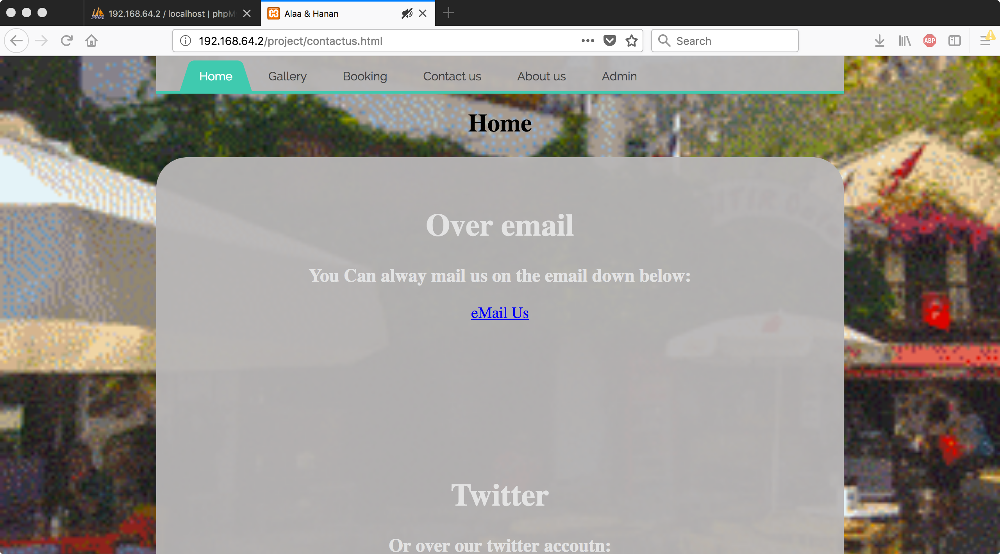 192.168.64.2 / localhost | phpM
Alaa & Hanan
192.168.64.2/project/contactus.html
Search
ABP
Home Gallery Booking Contact us About us Admin
Home
Over email
You Can alway mail us on the email down below:
eMail Us
Twitter
Or over our twitter accoutn: